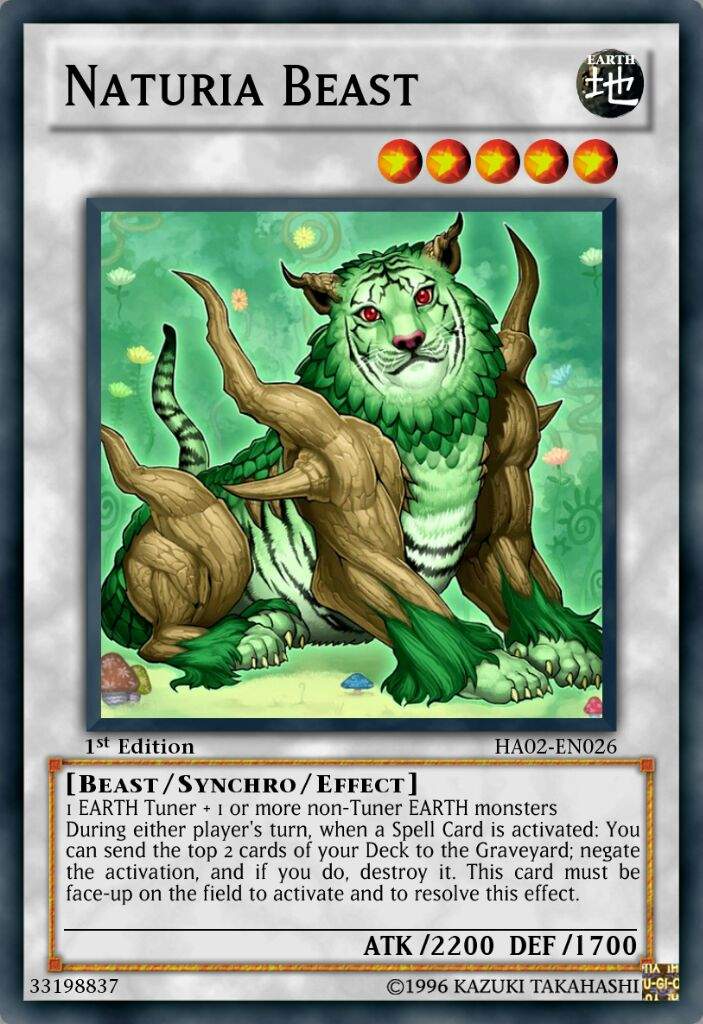 NATURIA BEAST
EARTH
地
1st Edition
HA02-EN026
[BEAST/SYNCHRO/EFFECT]
1 EARTH Tuner + 1 or more non-Tuner EARTH monsters
During either player's turn, when a Spell Card is activated: You
can send the top 2 cards of your Deck to the Graveyard; negate
the activation, and if you do, destroy it. This card must be
face-up on the field to activate and to resolve this effect.
ATK/2200 DEF/1700
33198837
©1996 KAZUKI TAKAHASHI
U-GI-O